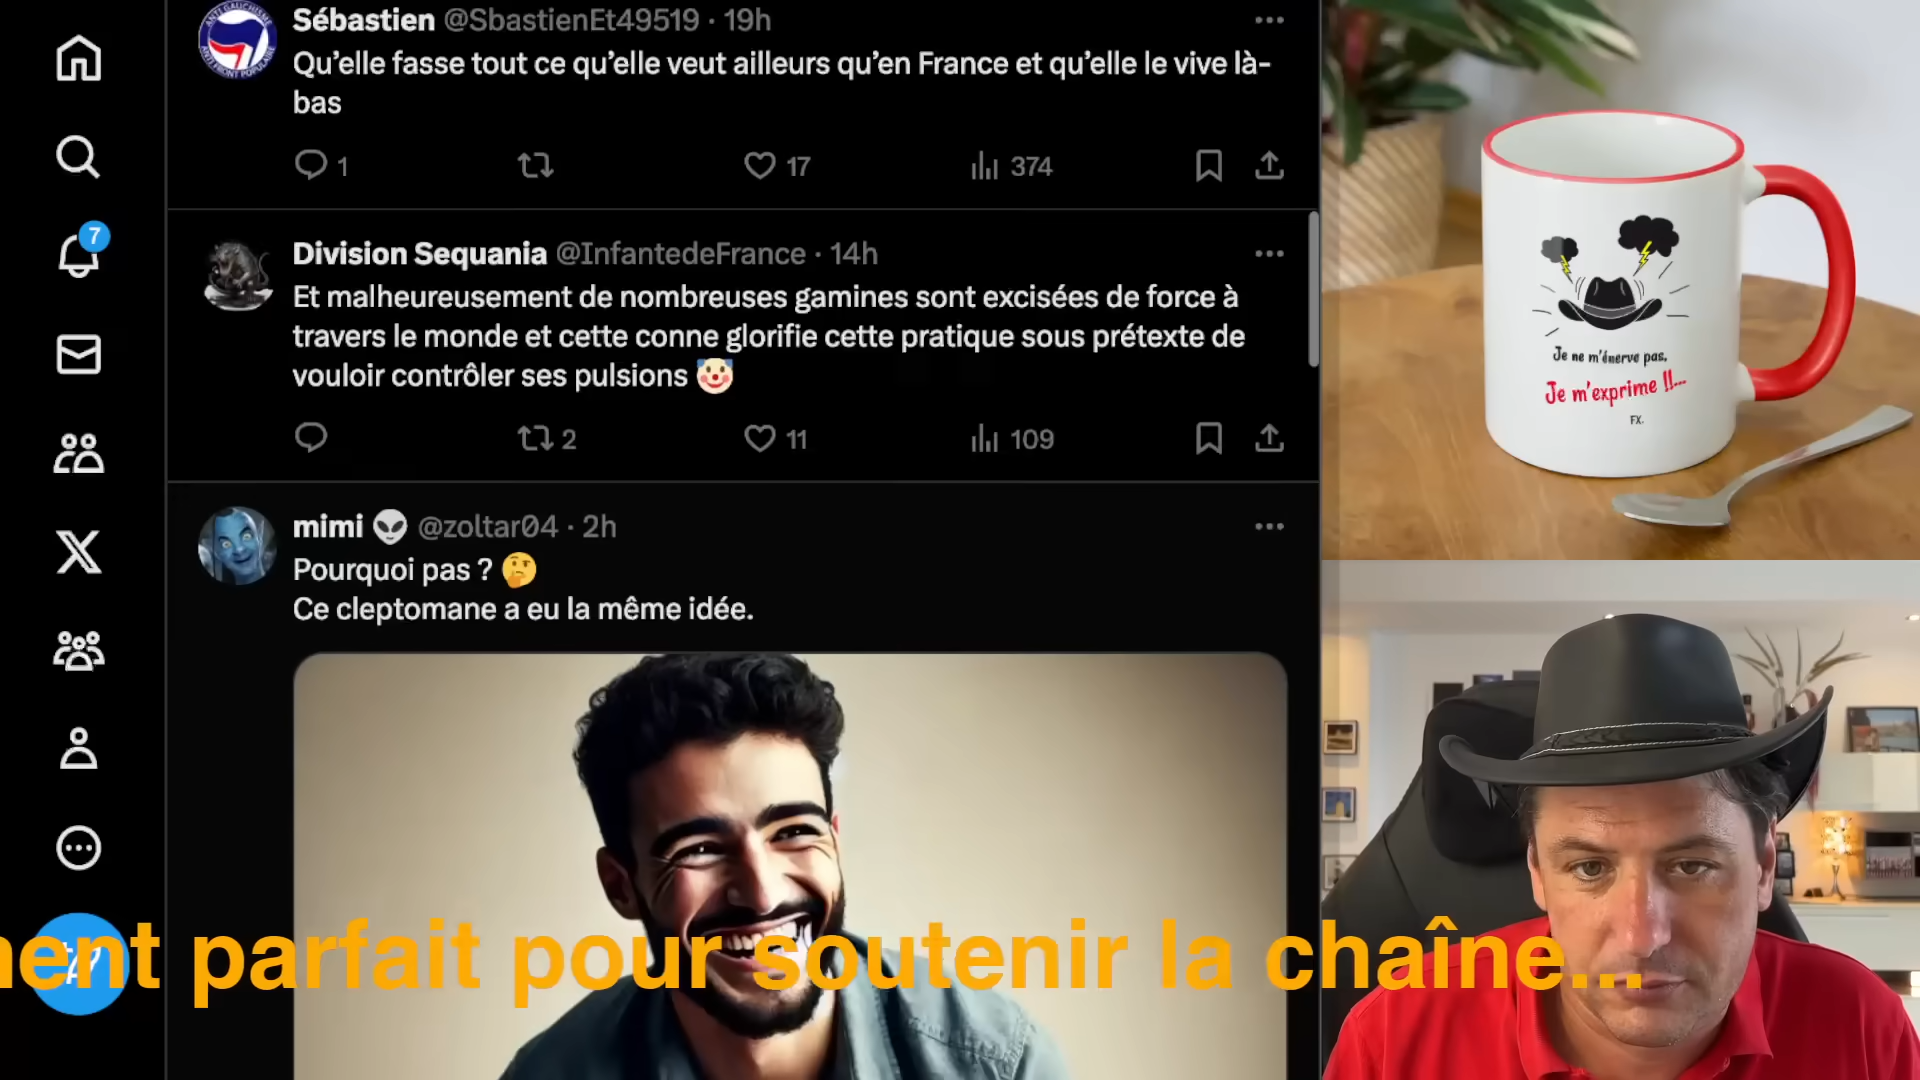 Sébastien @SbastienEt49519 · 19h
Qu’elle fasse tout ce qu’elle veut ailleurs qu’en France et qu’elle le vive là-
bas
1 17 374
7
Division Sequania @InfantedeFrance · 14h
Et malheureusement de nombreuses gamines sont excisées de force à
travers le monde et cette conne glorifie cette pratique sous prétexte de
vouloir contrôler ses pulsions 🤡
2 11 109
mimi 👽 @zoltar04 · 2h
Pourquoi pas ? 🤔
Ce cleptomane a eu la même idée.
Je ne m'énerve pas,
Je m'exprime !!...
FX.
parfait pour soutenir la chaîne...